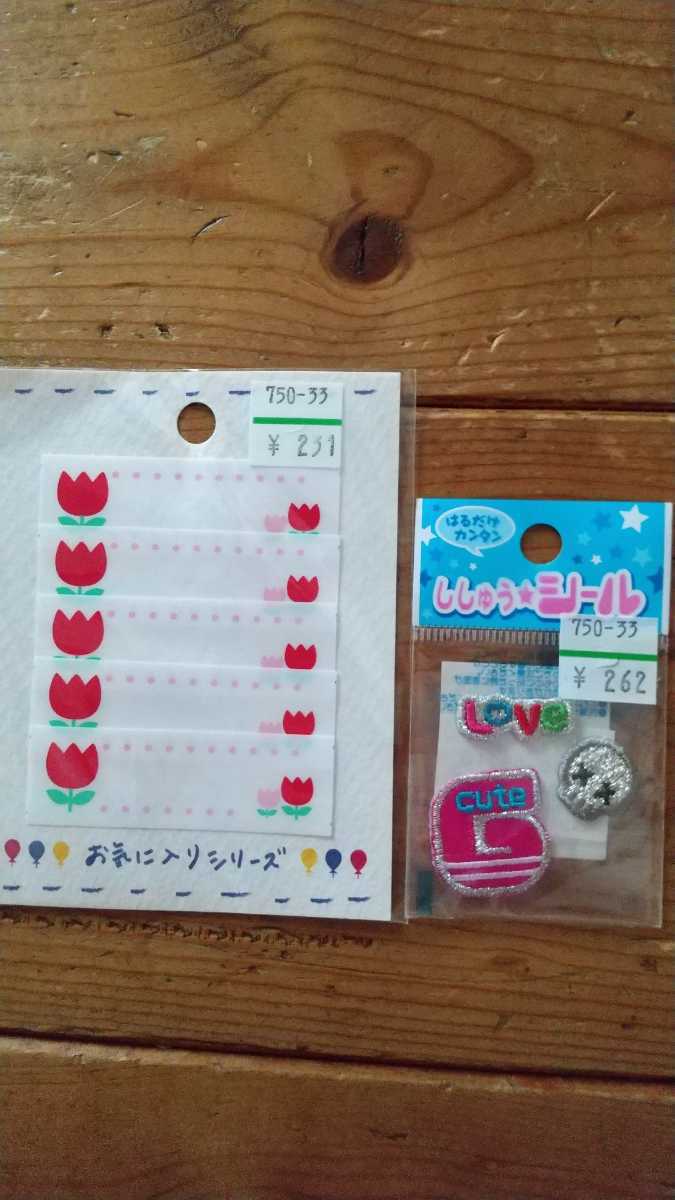 750-33
¥ 231
お気に入りシリーズ
はるだけ
カンタン
ししゅう★シール
750-33
¥ 262
LOVE
cute